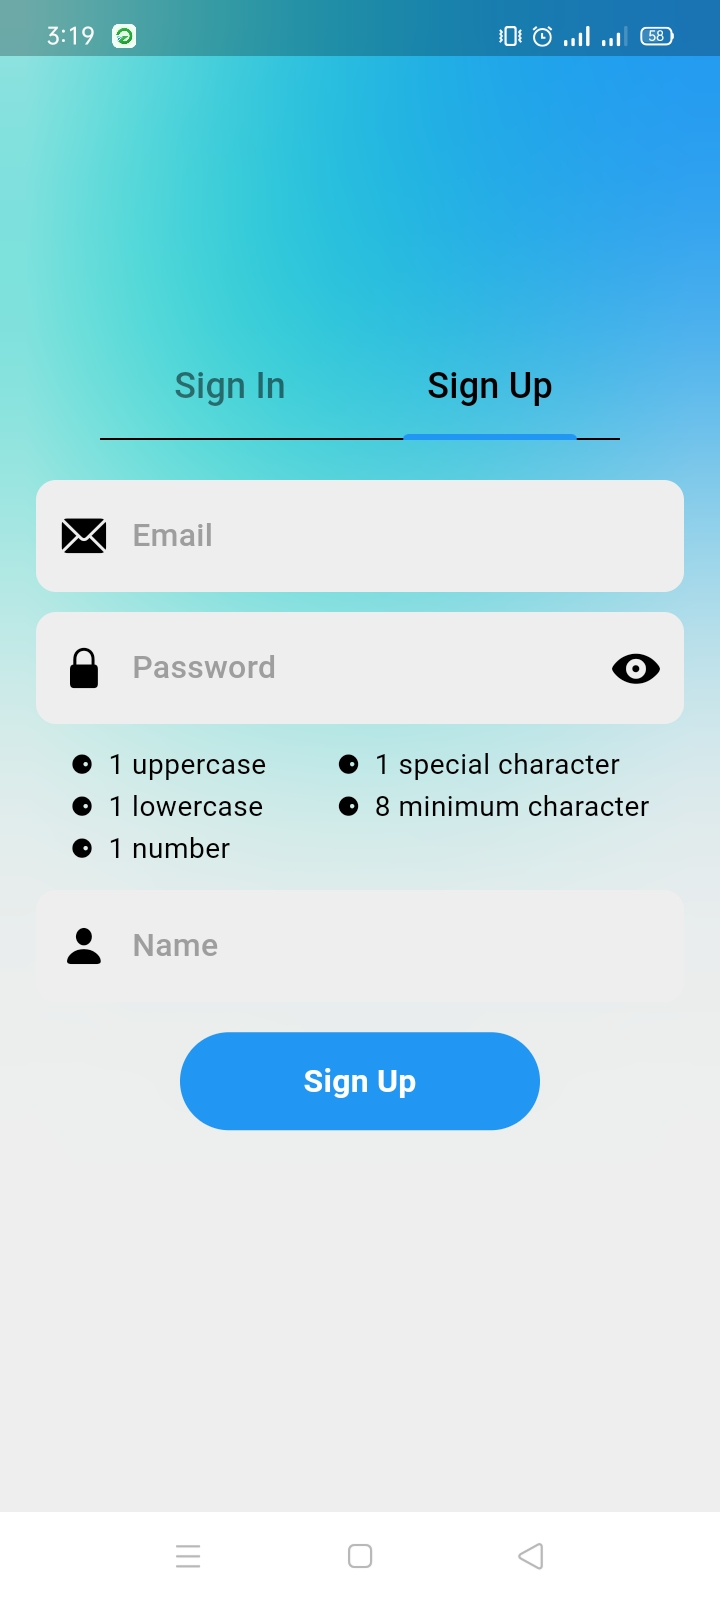 3:19 58
Sign In Sign Up
Email
Password
1 uppercase 1 special character
1 lowercase 8 minimum character
1 number
Name
Sign Up